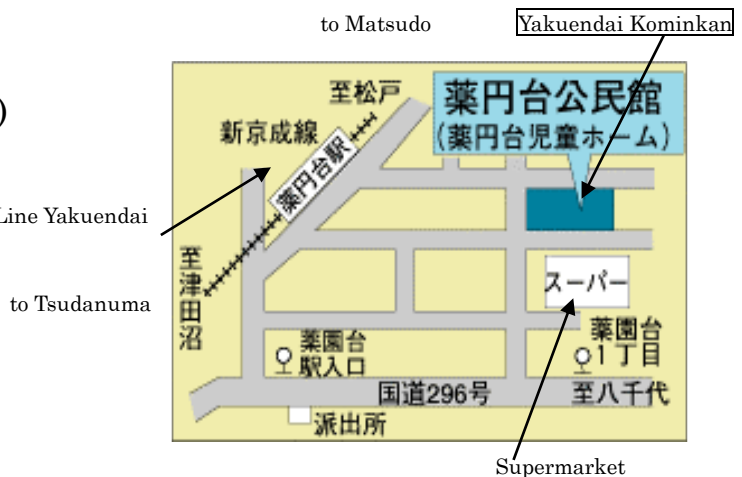 to Matsudo
Yakuendai Kominkan
)
至松戸
新京成線
薬円台駅
薬円台公民館
(薬円台児童ホーム)
Line Yakuendai
to Tsudanuma
至津田沼
スーパー
薬園台
駅入口
薬園台
1丁目
国道296号
至八千代
派出所
Supermarket